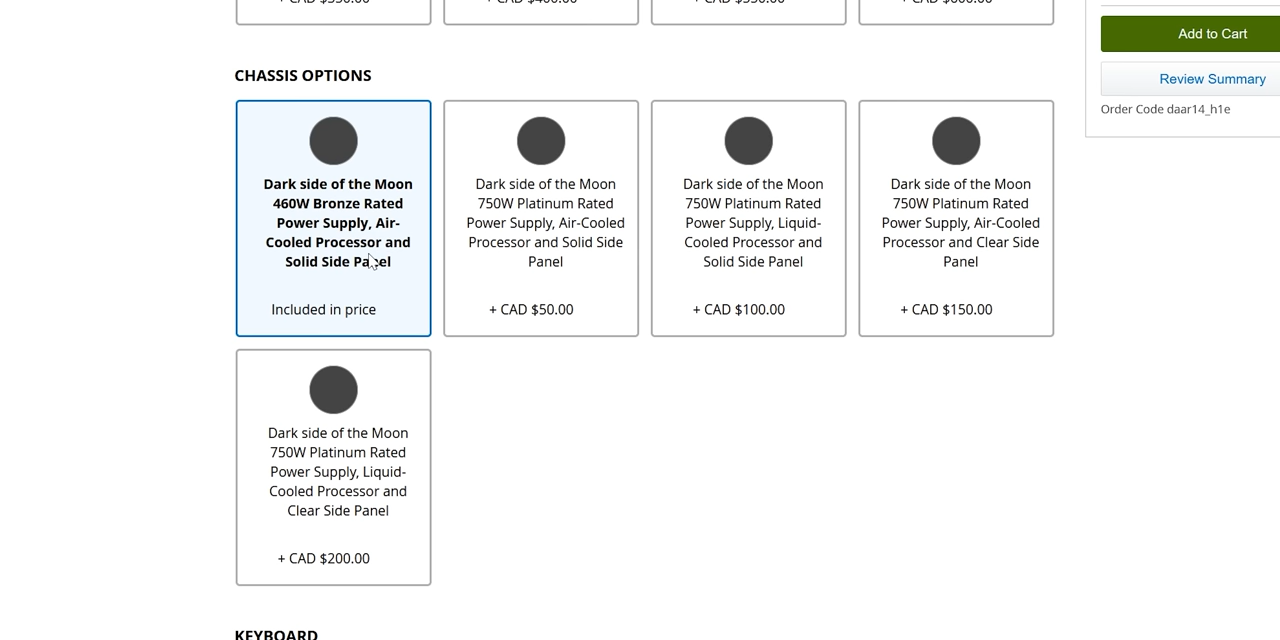 CHASSIS OPTIONS
Add to Cart
Review Summary
Order Code daar14_h1e
Dark side of the Moon
460W Bronze Rated
Power Supply, Air-
Cooled Processor and
Solid Side Panel
Included in price
Dark side of the Moon
750W Platinum Rated
Power Supply, Air-Cooled
Processor and Solid Side
Panel
+ CAD $50.00
Dark side of the Moon
750W Platinum Rated
Power Supply, Liquid-
Cooled Processor and
Solid Side Panel
+ CAD $100.00
Dark side of the Moon
750W Platinum Rated
Power Supply, Air-Cooled
Processor and Clear Side
Panel
+ CAD $150.00
Dark side of the Moon
750W Platinum Rated
Power Supply, Liquid-
Cooled Processor and
Clear Side Panel
+ CAD $200.00
KEYBOARD